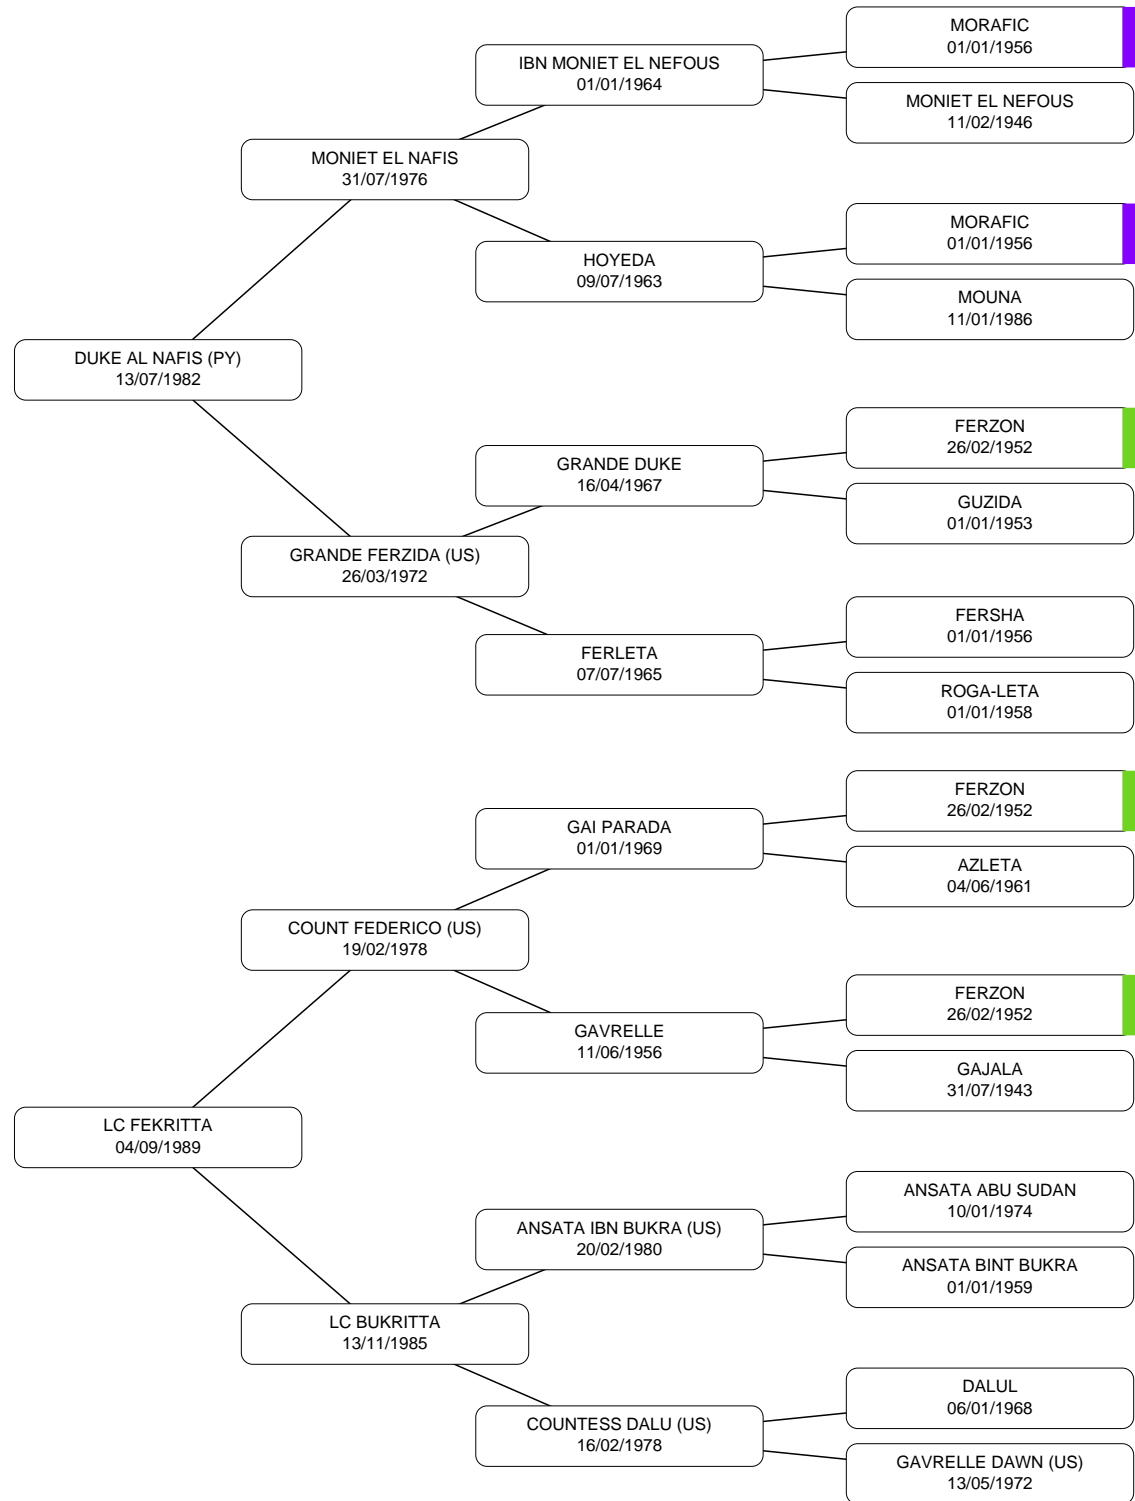 MORAFIC
01/01/1956
IBN MONIET EL NEFOUS
01/01/1964
MONIET EL NEFOUS
11/02/1946
MONIET EL NAFIS
31/07/1976
MORAFIC
01/01/1956
HOYEDA
09/07/1963
MOUNA
11/01/1986
DUKE AL NAFIS (PY)
13/07/1982
FERZON
26/02/1952
GRANDE DUKE
16/04/1967
GUZIDA
01/01/1953
GRANDE FERZIDA (US)
26/03/1972
FERSHA
01/01/1956
FERLETA
07/07/1965
ROGA-LETA
01/01/1958
FERZON
26/02/1952
GAI PARADA
01/01/1969
AZLETA
04/06/1961
COUNT FEDERICO (US)
19/02/1978
FERZON
26/02/1952
GAVRELLE
11/06/1956
GAJALA
31/07/1943
LC FEKRITTA
04/09/1989
ANSATA ABU SUDAN
10/01/1974
ANSATA IBN BUKRA (US)
20/02/1980
ANSATA BINT BUKRA
01/01/1959
LC BUKRITTA
13/11/1985
DALUL
06/01/1968
COUNTESS DALU (US)
16/02/1978
GAVRELLE DAWN (US)
13/05/1972